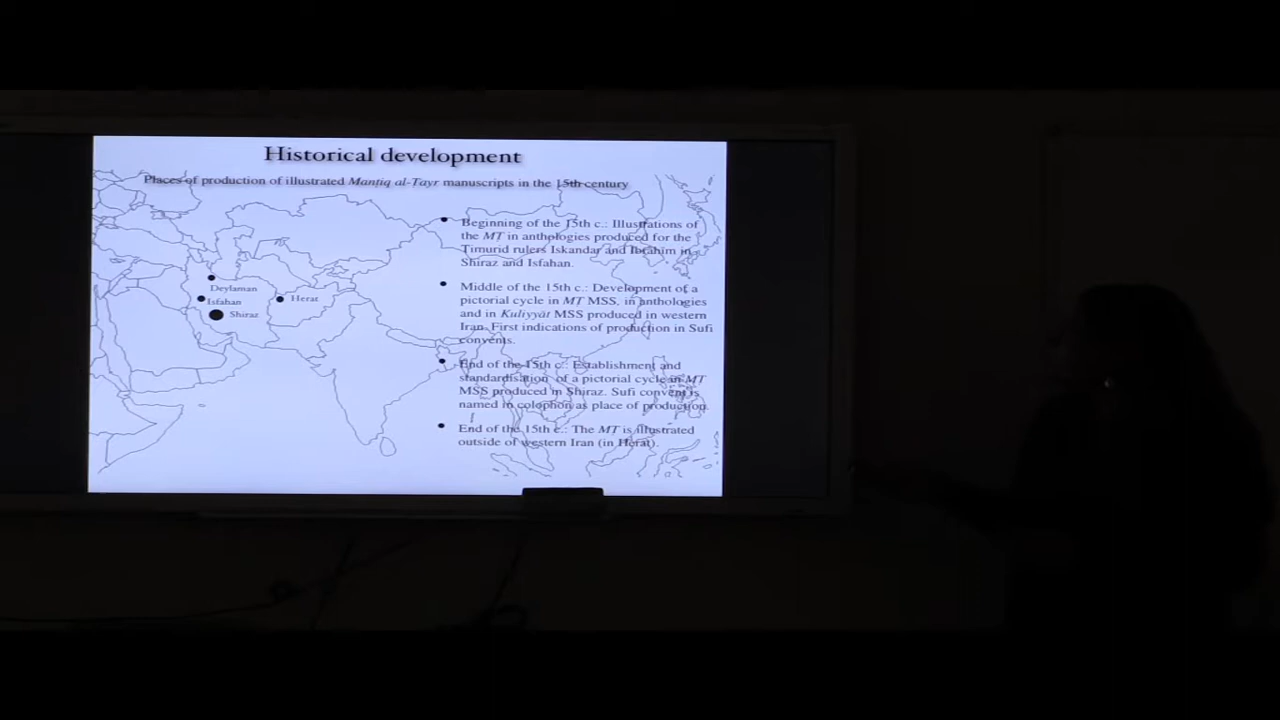 Historical development
Places of production of illustrated Mantiq al-Tayr manuscripts in the 15th century
Beginning of the 15th c.: Illustrations of
the MT in anthologies produced for the
Timurid rulers Iskandar and Ibrahim in
Shiraz and Isfahan.
Middle of the 15th c.: Development of a
pictorial cycle in MT MSS, in anthologies
and in Kuliyyāt MSS produced in western
Iran. First indications of production in Sufi
convents.
End of the 15th c.: Establishment and
standardisation of a pictorial cycle in MT
MSS produced in Shiraz. Sufi convent is
named in colophon as place of production.
End of the 15th c.: The MT is illustrated
outside of western Iran (in Herat).
Deylaman
Isfahan
Herat
Shiraz